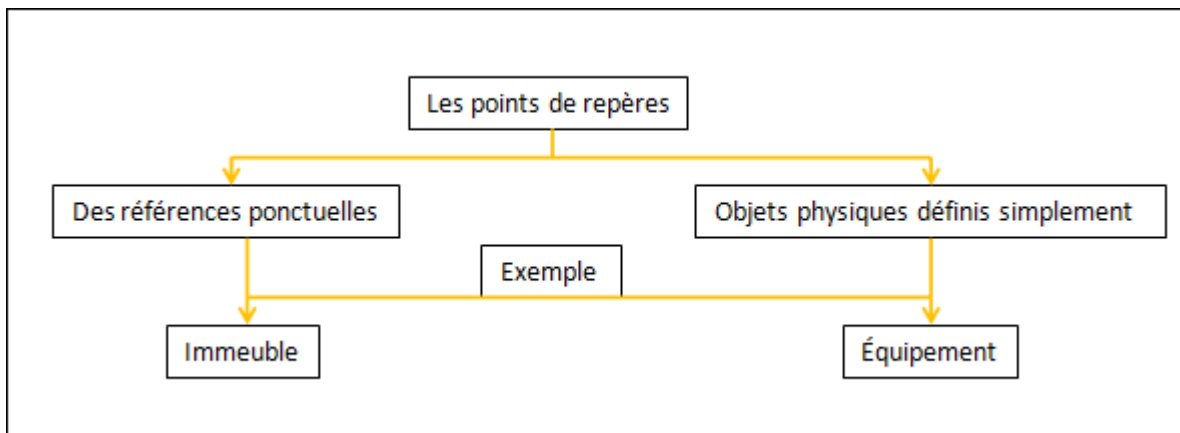 Les points de repères
Des références ponctuelles
Objets physiques définis simplement
Exemple
Immeuble
Équipement